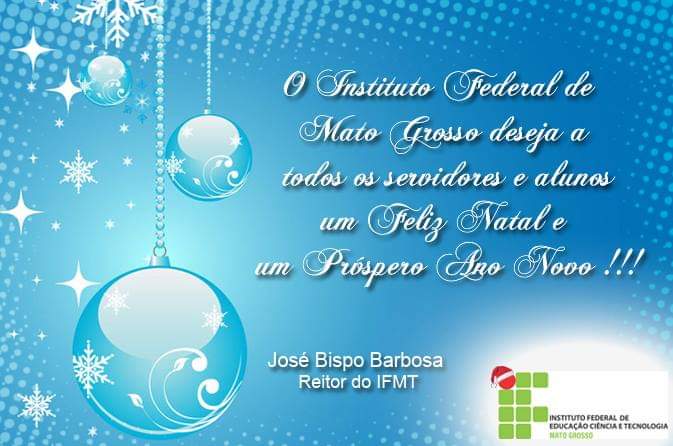 O Instituto Federal de
Mato Grosso deseja a
todos os servidores e alunos
um Feliz Natal e
um Próspero Ano Novo !!!
José Bispo Barbosa
Reitor do IFMT
INSTITUTO FEDERAL DE
EDUCAÇÃO CIÊNCIA E TECNOLOGIA
MATO GROSSO